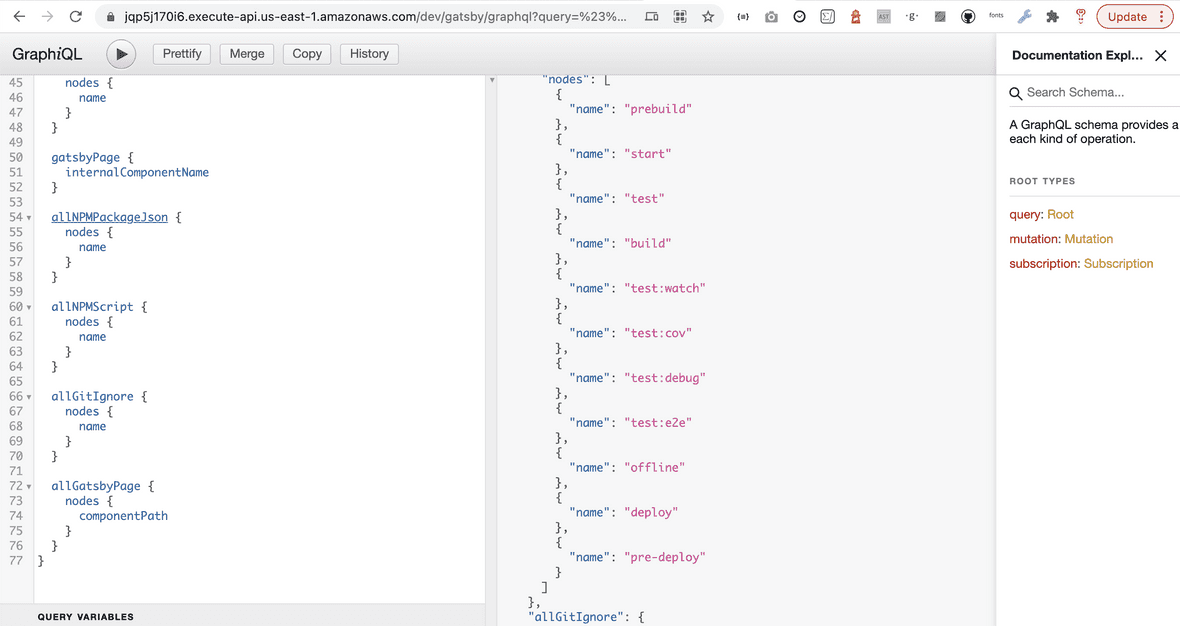 jqp5j170i6.execute-api.us-east-1.amazonaws.com/dev/gatsby/graphql?query=%23%...
Update
GraphiQL
Prettify
Merge
Copy
History
45 nodes {
46 name
47 }
48 }
49
50 gatsbyPage {
51 internalComponentName
52 }
53
54 allNPMPackageJson {
55 nodes {
56 name
57 }
58 }
59
60 allNPMScript {
61 nodes {
62 name
63 }
64 }
65
66 allGitIgnore {
67 nodes {
68 name
69 }
70 }
71
72 allGatsbyPage {
73 nodes {
74 componentPath
75 }
76 }
77 }
QUERY VARIABLES
"nodes": [
{
"name": "prebuild"
},
{
"name": "start"
},
{
"name": "test"
},
{
"name": "build"
},
{
"name": "test:watch"
},
{
"name": "test:cov"
},
{
"name": "test:debug"
},
{
"name": "test:e2e"
},
{
"name": "offline"
},
{
"name": "deploy"
},
{
"name": "pre-deploy"
}
]
},
"allGitIgnore": {
Documentation Expl...
Search Schema...
A GraphQL schema provides a
each kind of operation.
ROOT TYPES
query: Root
mutation: Mutation
subscription: Subscription
AST
·g·
fonts